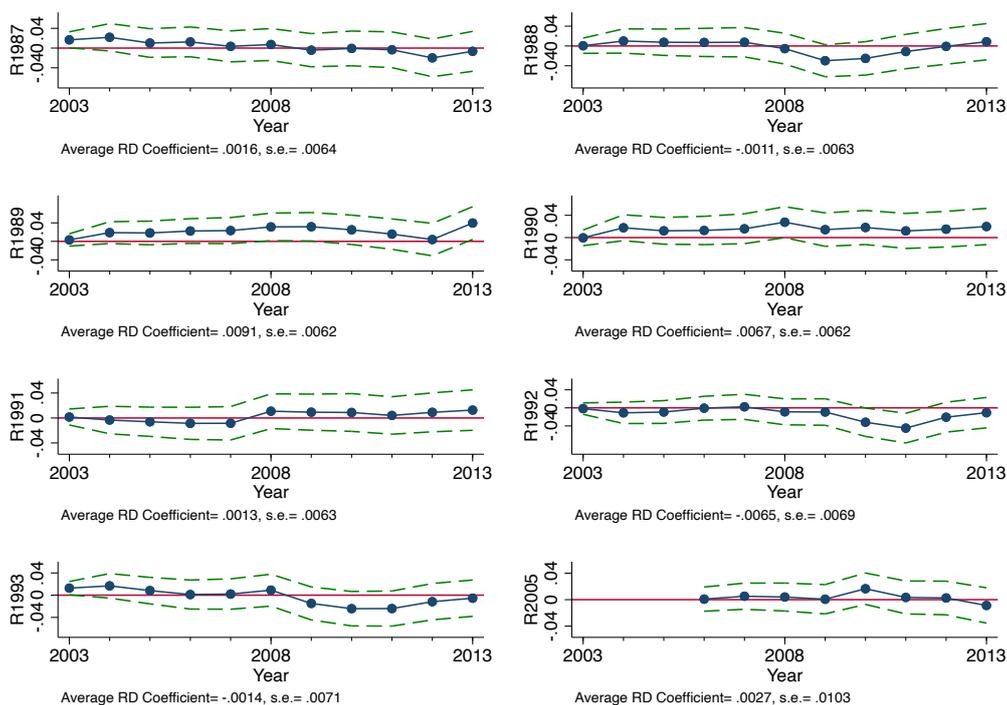 R1987
-.04 0 .04
2003 2008 2013
Year
Average RD Coefficient= .0016, s.e.= .0064
R1988
-.04 0 .04
2003 2008 2013
Year
Average RD Coefficient= -.0011, s.e.= .0063
R1989
-.04 0 .04
2003 2008 2013
Year
Average RD Coefficient= .0091, s.e.= .0062
R1990
-.04 0 .04
2003 2008 2013
Year
Average RD Coefficient= .0067, s.e.= .0062
R1991
-.04 0 .04
2003 2008 2013
Year
Average RD Coefficient= .0013, s.e.= .0063
R1992
-.04 0 .04
2003 2008 2013
Year
Average RD Coefficient= -.0065, s.e.= .0069
R1993
-.04 0 .04
2003 2008 2013
Year
Average RD Coefficient= -.0014, s.e.= .0071
R2005
-.04 0 .04
2003 2008 2013
Year
Average RD Coefficient= .0027, s.e.= .0103